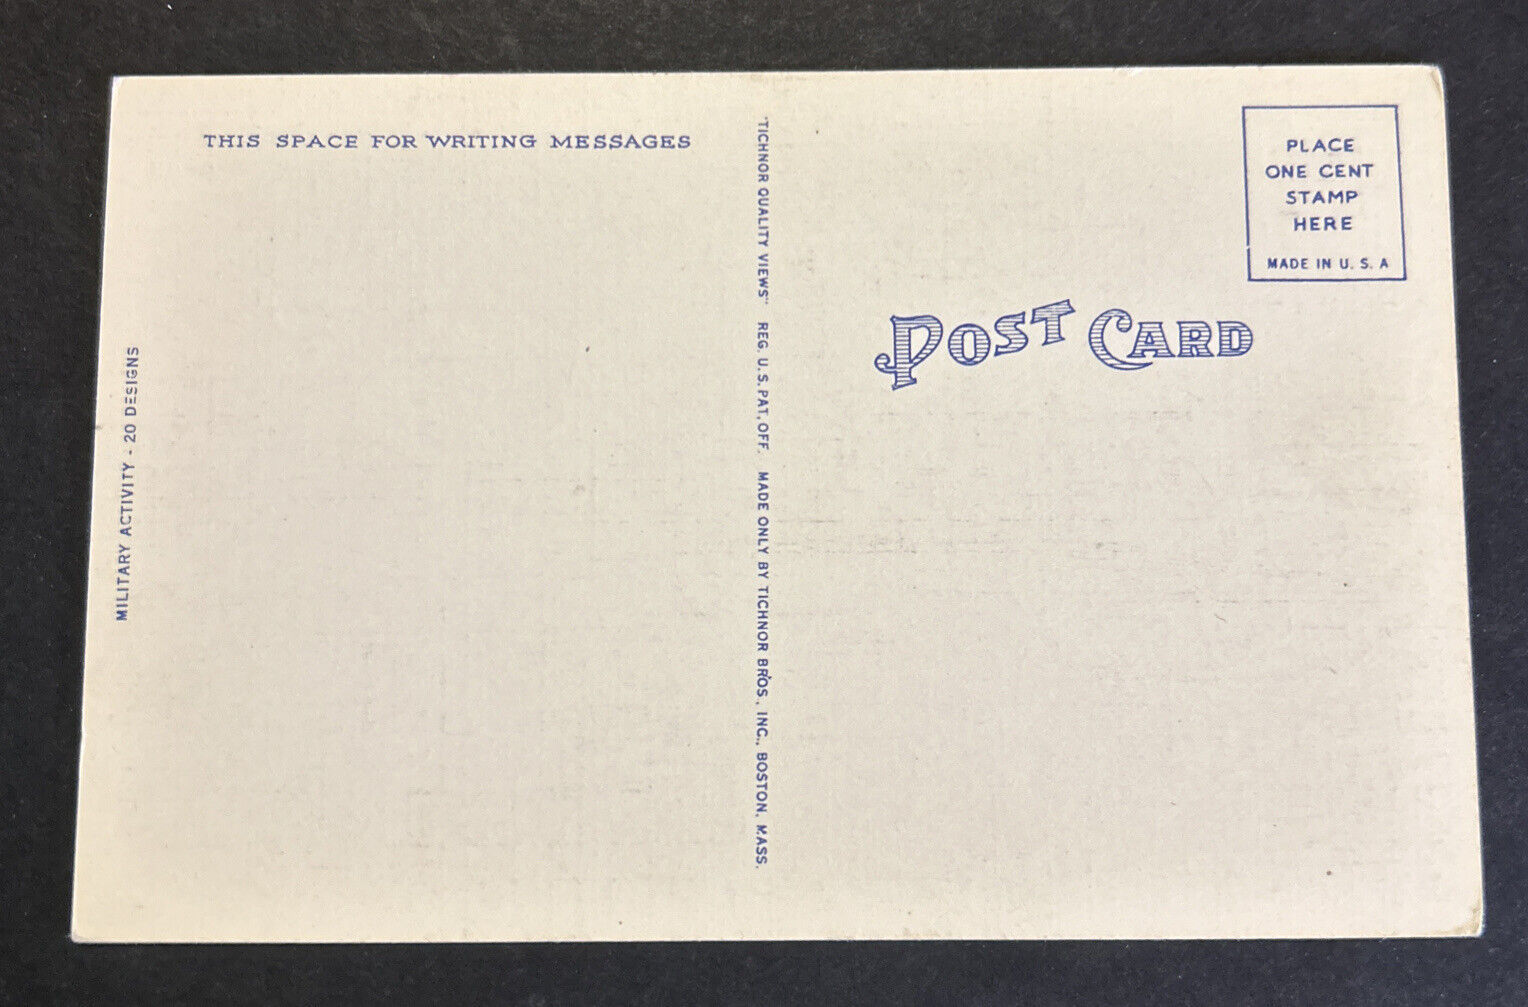 THIS SPACE FOR WRITING MESSAGES
MILITARY ACTIVITY - 20 DESIGNS
"TICHNOR QUALITY VIEWS" REG. U. S. PAT. OFF. MADE ONLY BY TICHNOR BROS., INC., BOSTON, MASS.
PLACE
ONE CENT
STAMP
HERE
MADE IN U. S. A
POST CARD